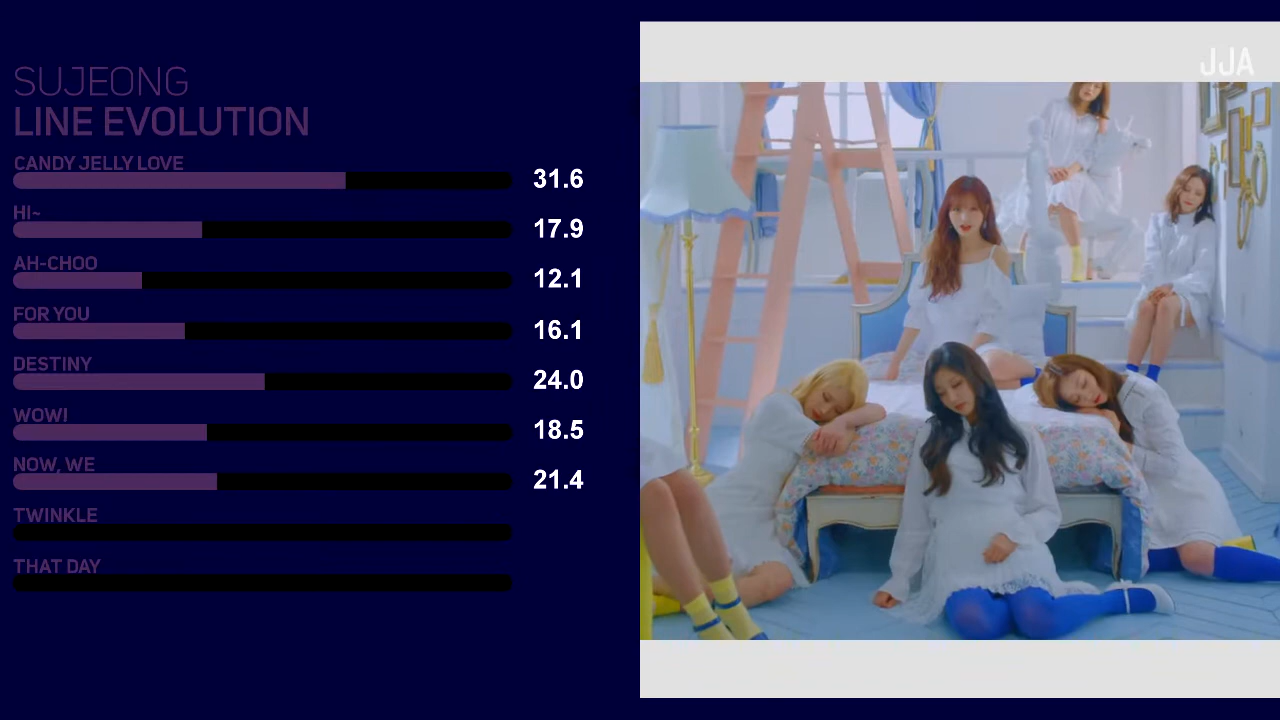 SUJEONG
LINE EVOLUTION
CANDY JELLY LOVE
31.6
HI~
17.9
AH-CHOO
12.1
FOR YOU
16.1
DESTINY
24.0
WOW!
18.5
NOW, WE
21.4
TWINKLE
THAT DAY
JJA